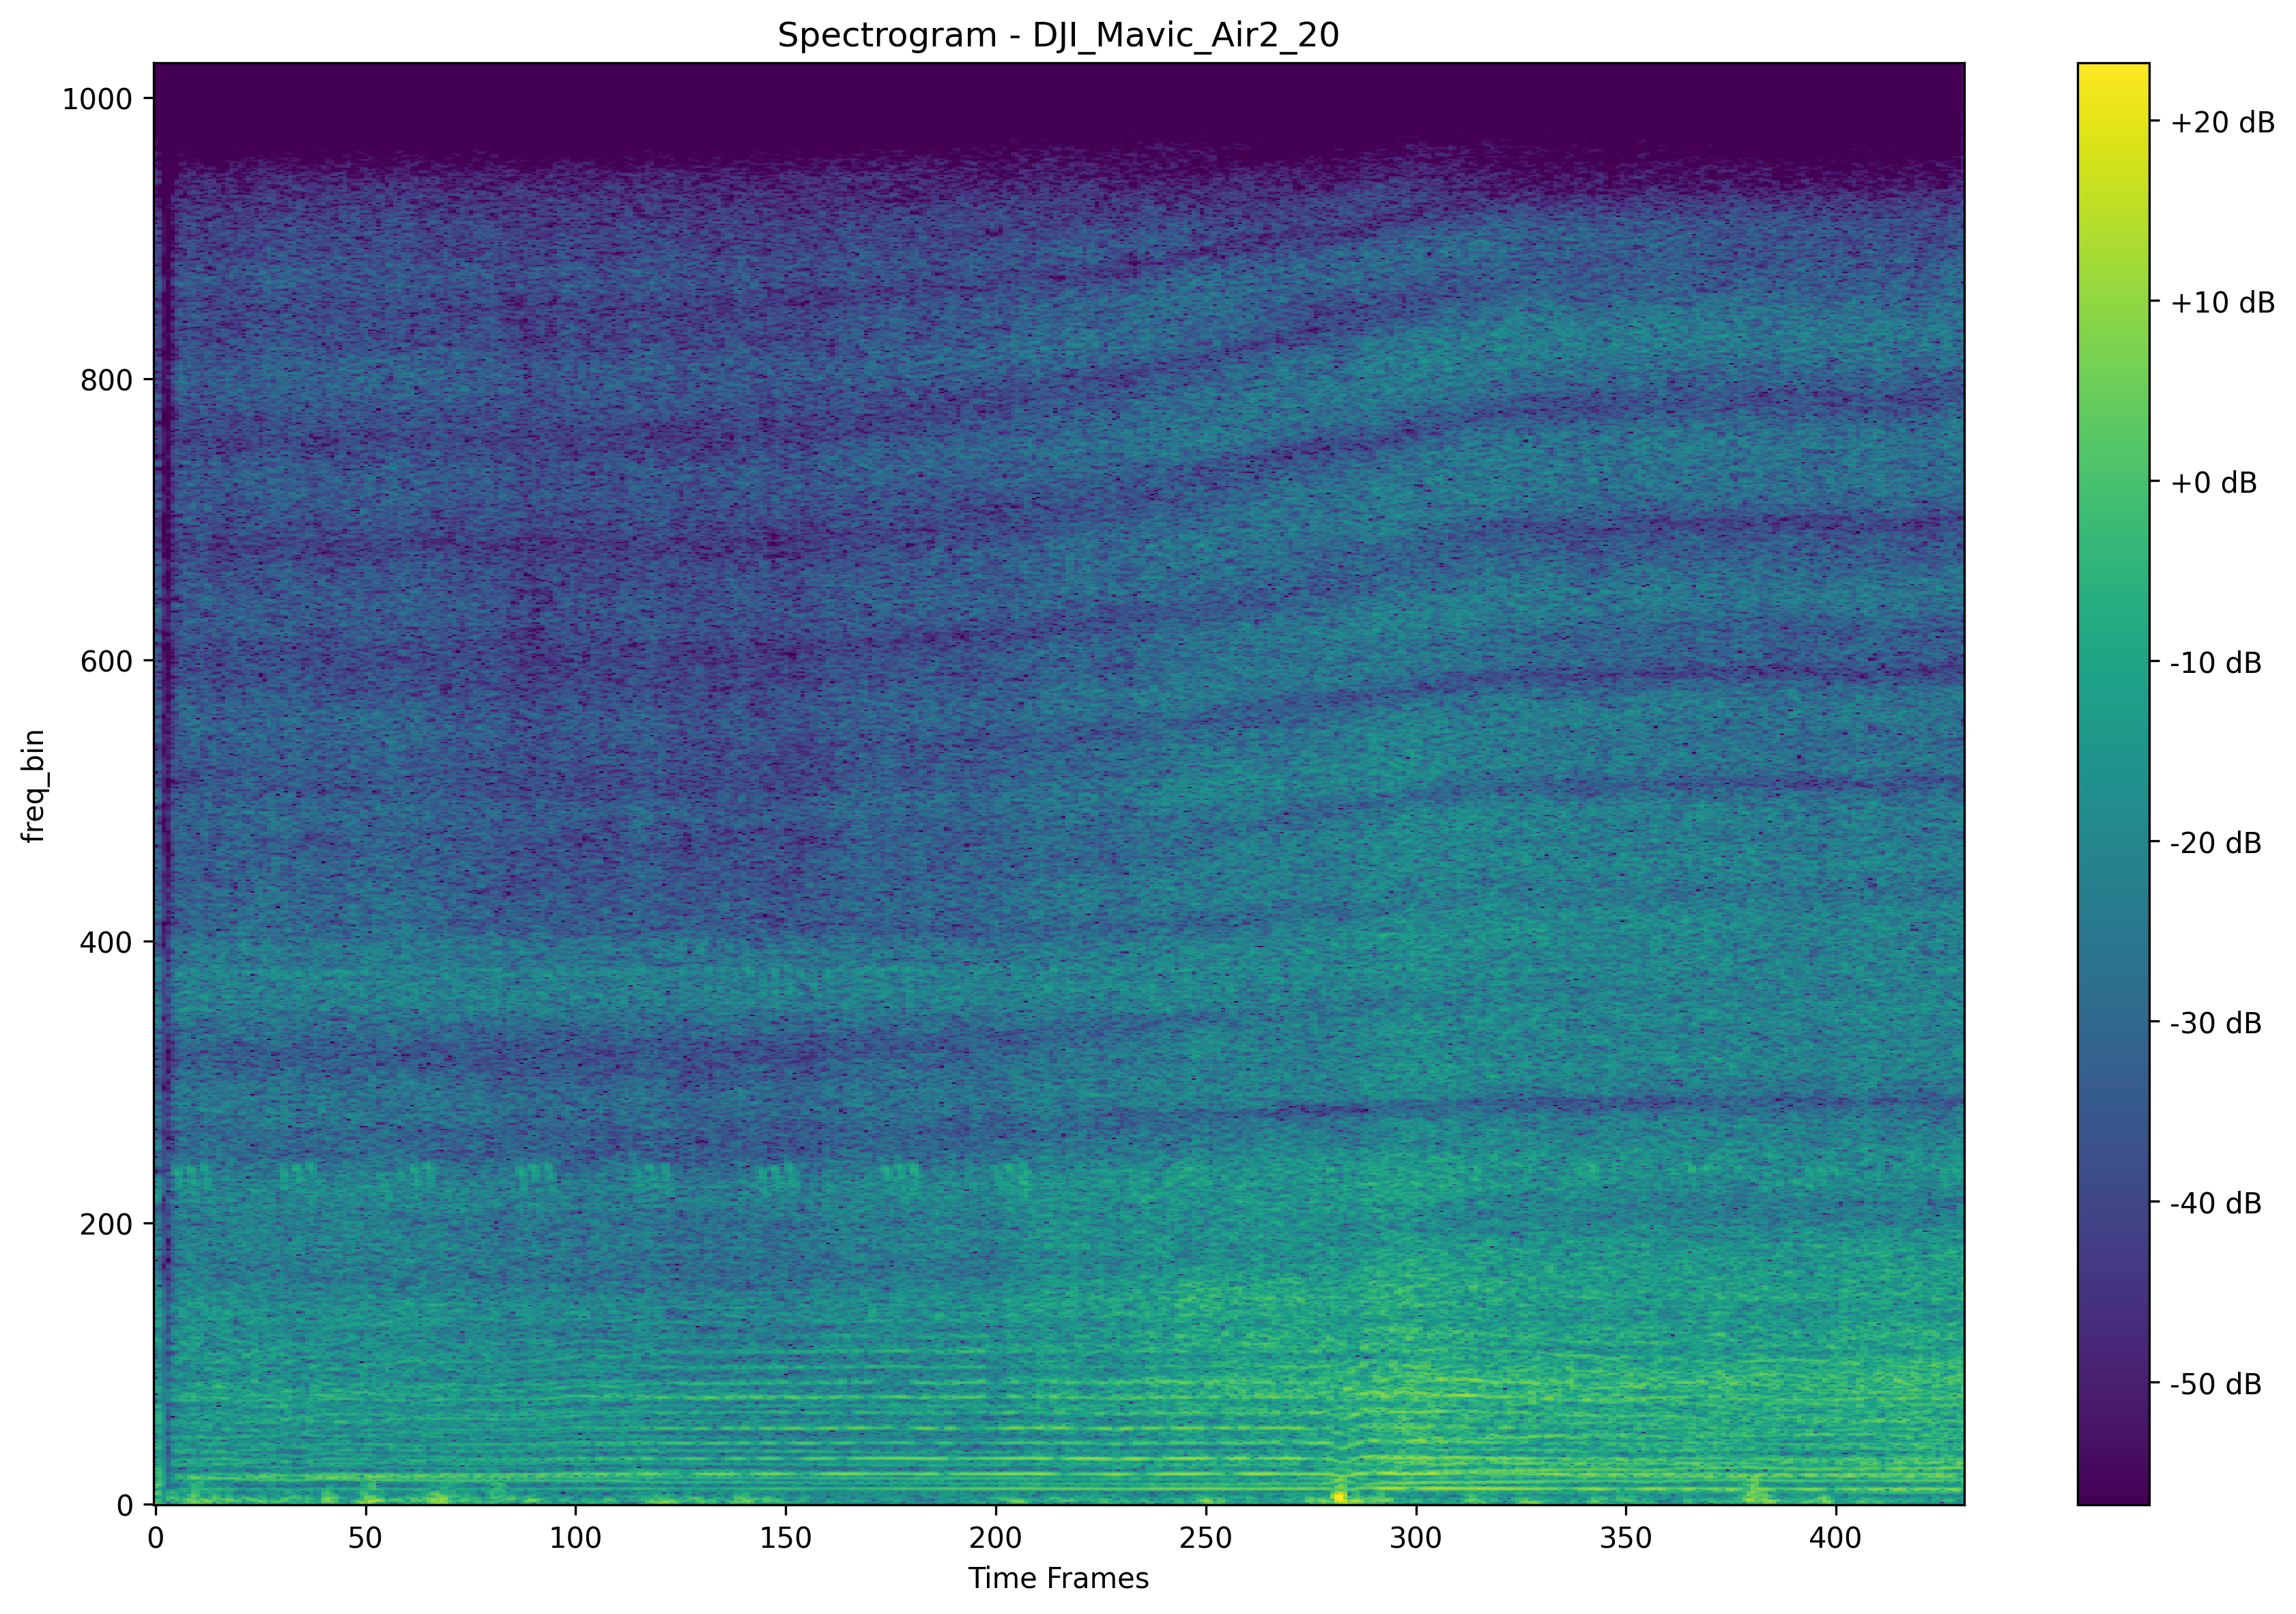 Spectrogram - DJI_Mavic_Air2_20
1000
800
600
400
200
0
freq_bin
0 50 100 150 200 250 300 350 400
Time Frames
+20 dB
+10 dB
+0 dB
-10 dB
-20 dB
-30 dB
-40 dB
-50 dB